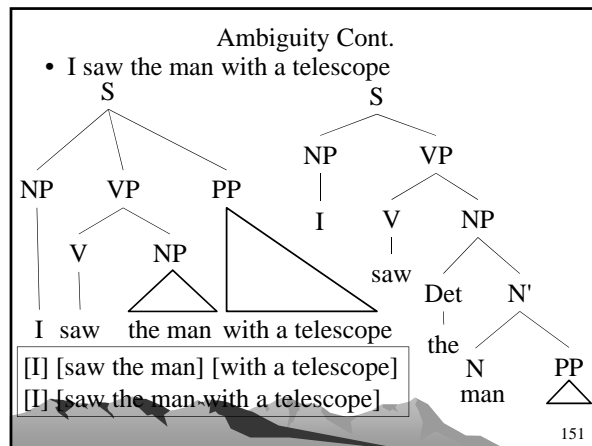 Ambiguity Cont.
• I saw the man with a telescope
S
NP VP PP
V NP
I saw the man with a telescope
S
NP VP
I V NP
saw Det N'
the N PP
man
[I] [saw the man] [with a telescope]
[I] [saw the man with a telescope]
151